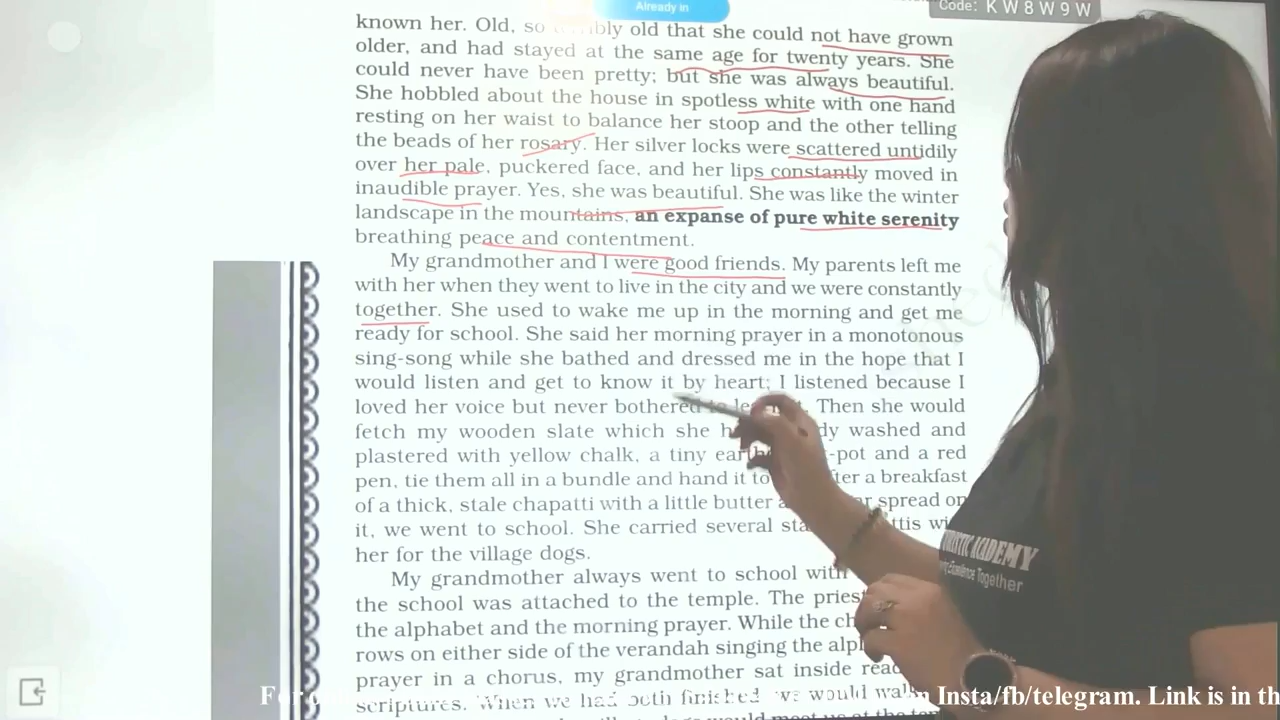 Already in
Code: K W 8 W 9 W
known her. Old, so bly old that she could not have grown
older, and had stayed at the same age for twenty years. She
could never have been pretty; but she was always beautiful.
She hobbled about the house in spotless white with one hand
resting on her waist to balance her stoop and the other telling
the beads of her rosary. Her silver locks were scattered untidily
over her pale, puckered face, and her lips constantly moved in
inaudible prayer. Yes, she was beautiful. She was like the winter
landscape in the mountains, an expanse of pure white serenity
breathing peace and contentment.
My grandmother and I were good friends. My parents left me
with her when they went to live in the city and we were constantly
together. She used to wake me up in the morning and get me
ready for school. She said her morning prayer in a monotonous
sing-song while she bathed and dressed me in the hope that I
would listen and get to know it by heart; I listened because I
loved her voice but never bothered Then she would
fetch my wooden slate which she washed and
plastered with yellow chalk, a tiny -pot and a red
pen, tie them all in a bundle and hand it to a breakfast
of a thick, stale chapatti with a little butter spread on
it, we went to school. She carried several
her for the village dogs.
My grandmother always went to school with
the school was attached to the temple. The priest
the alphabet and the morning prayer. While the
rows on either side of the verandah singing the
prayer in a chorus, my grandmother sat inside
scriptures. When we had both finished, we would
ACADEMY
Excellence Together
Insta/fb/telegram. Link is in